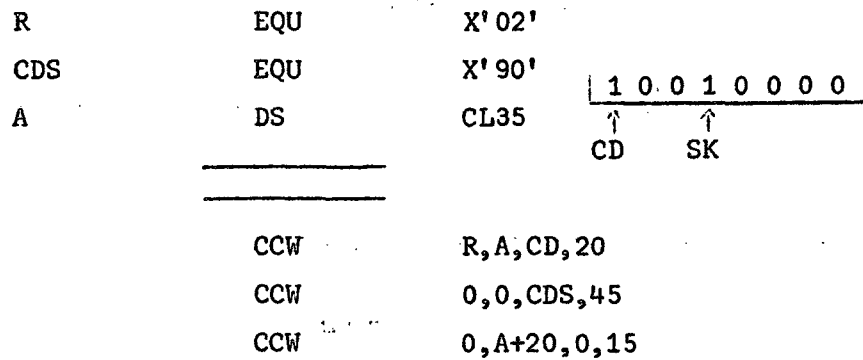 R EQU X'02'
CDS EQU X'90'
1 0 0 1 0 0 0 0
A DS CL35
CD SK
CCW R,A,CD,20
CCW 0,0,CDS,45
CCW 0,A+20,0,15